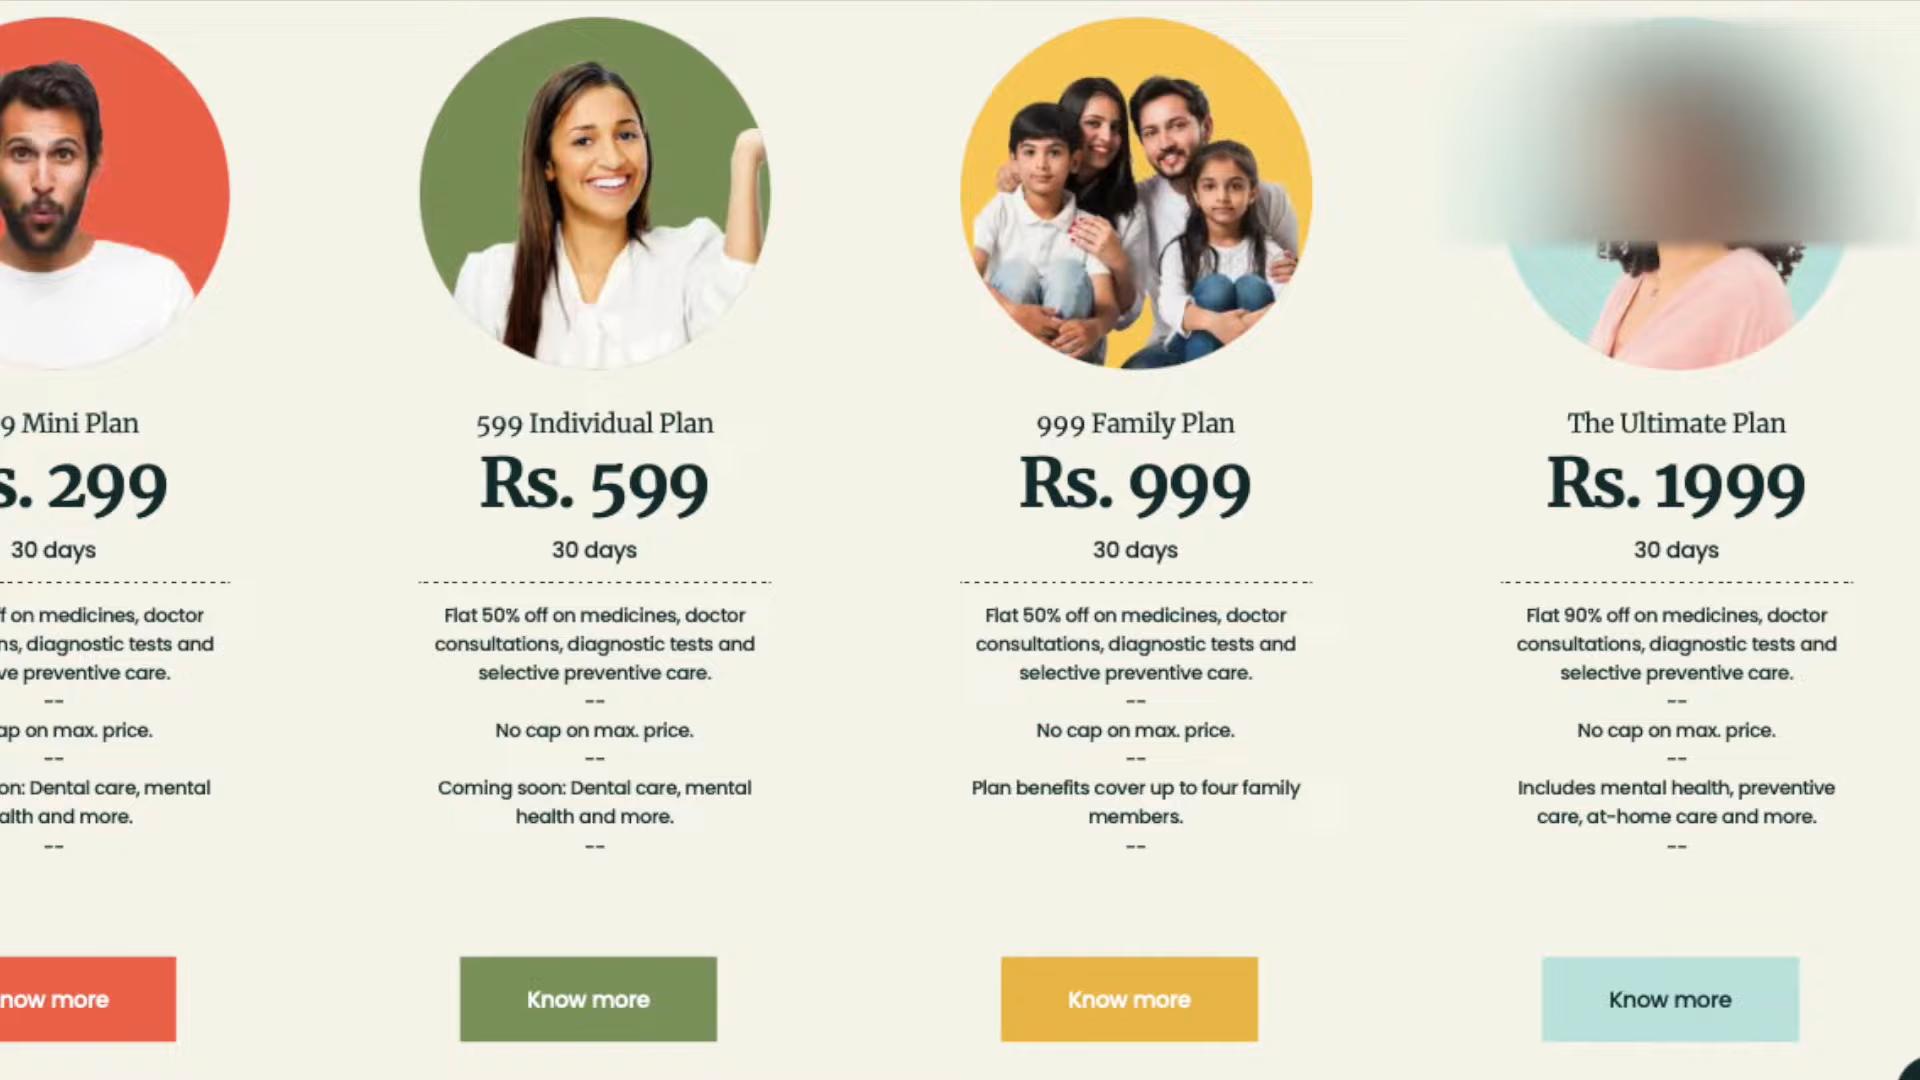 9 Mini Plan
s. 299
30 days
f on medicines, doctor
ns, diagnostic tests and
ve preventive care.
--
ap on max. price.
--
on: Dental care, mental
alth and more.
--
now more
599 Individual Plan
Rs. 599
30 days
Flat 50% off on medicines, doctor
consultations, diagnostic tests and
selective preventive care.
--
No cap on max. price.
--
Coming soon: Dental care, mental
health and more.
--
Know more
999 Family Plan
Rs. 999
30 days
Flat 50% off on medicines, doctor
consultations, diagnostic tests and
selective preventive care.
--
No cap on max. price.
--
Plan benefits cover up to four family
members.
--
Know more
The Ultimate Plan
Rs. 1999
30 days
Flat 90% off on medicines, doctor
consultations, diagnostic tests and
selective preventive care.
--
No cap on max. price.
--
Includes mental health, preventive
care, at-home care and more.
--
Know more